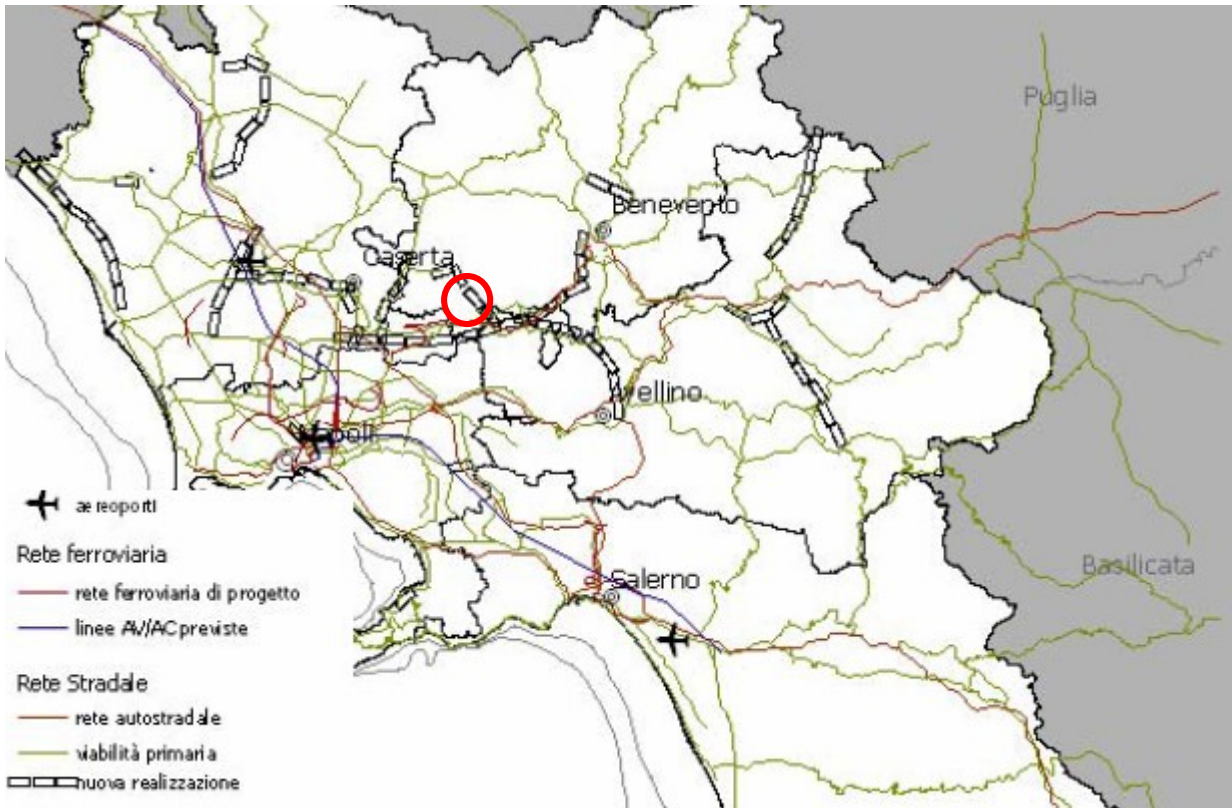 Puglia
Benevento
Caserta
Avellino
Napoli
Salerno
Basilicata
aereoporti
Rete ferroviaria
rete ferroviaria di progetto
linee AV/AC previste
Rete Stradale
rete autostradale
viabilità primaria
nuova realizzazione